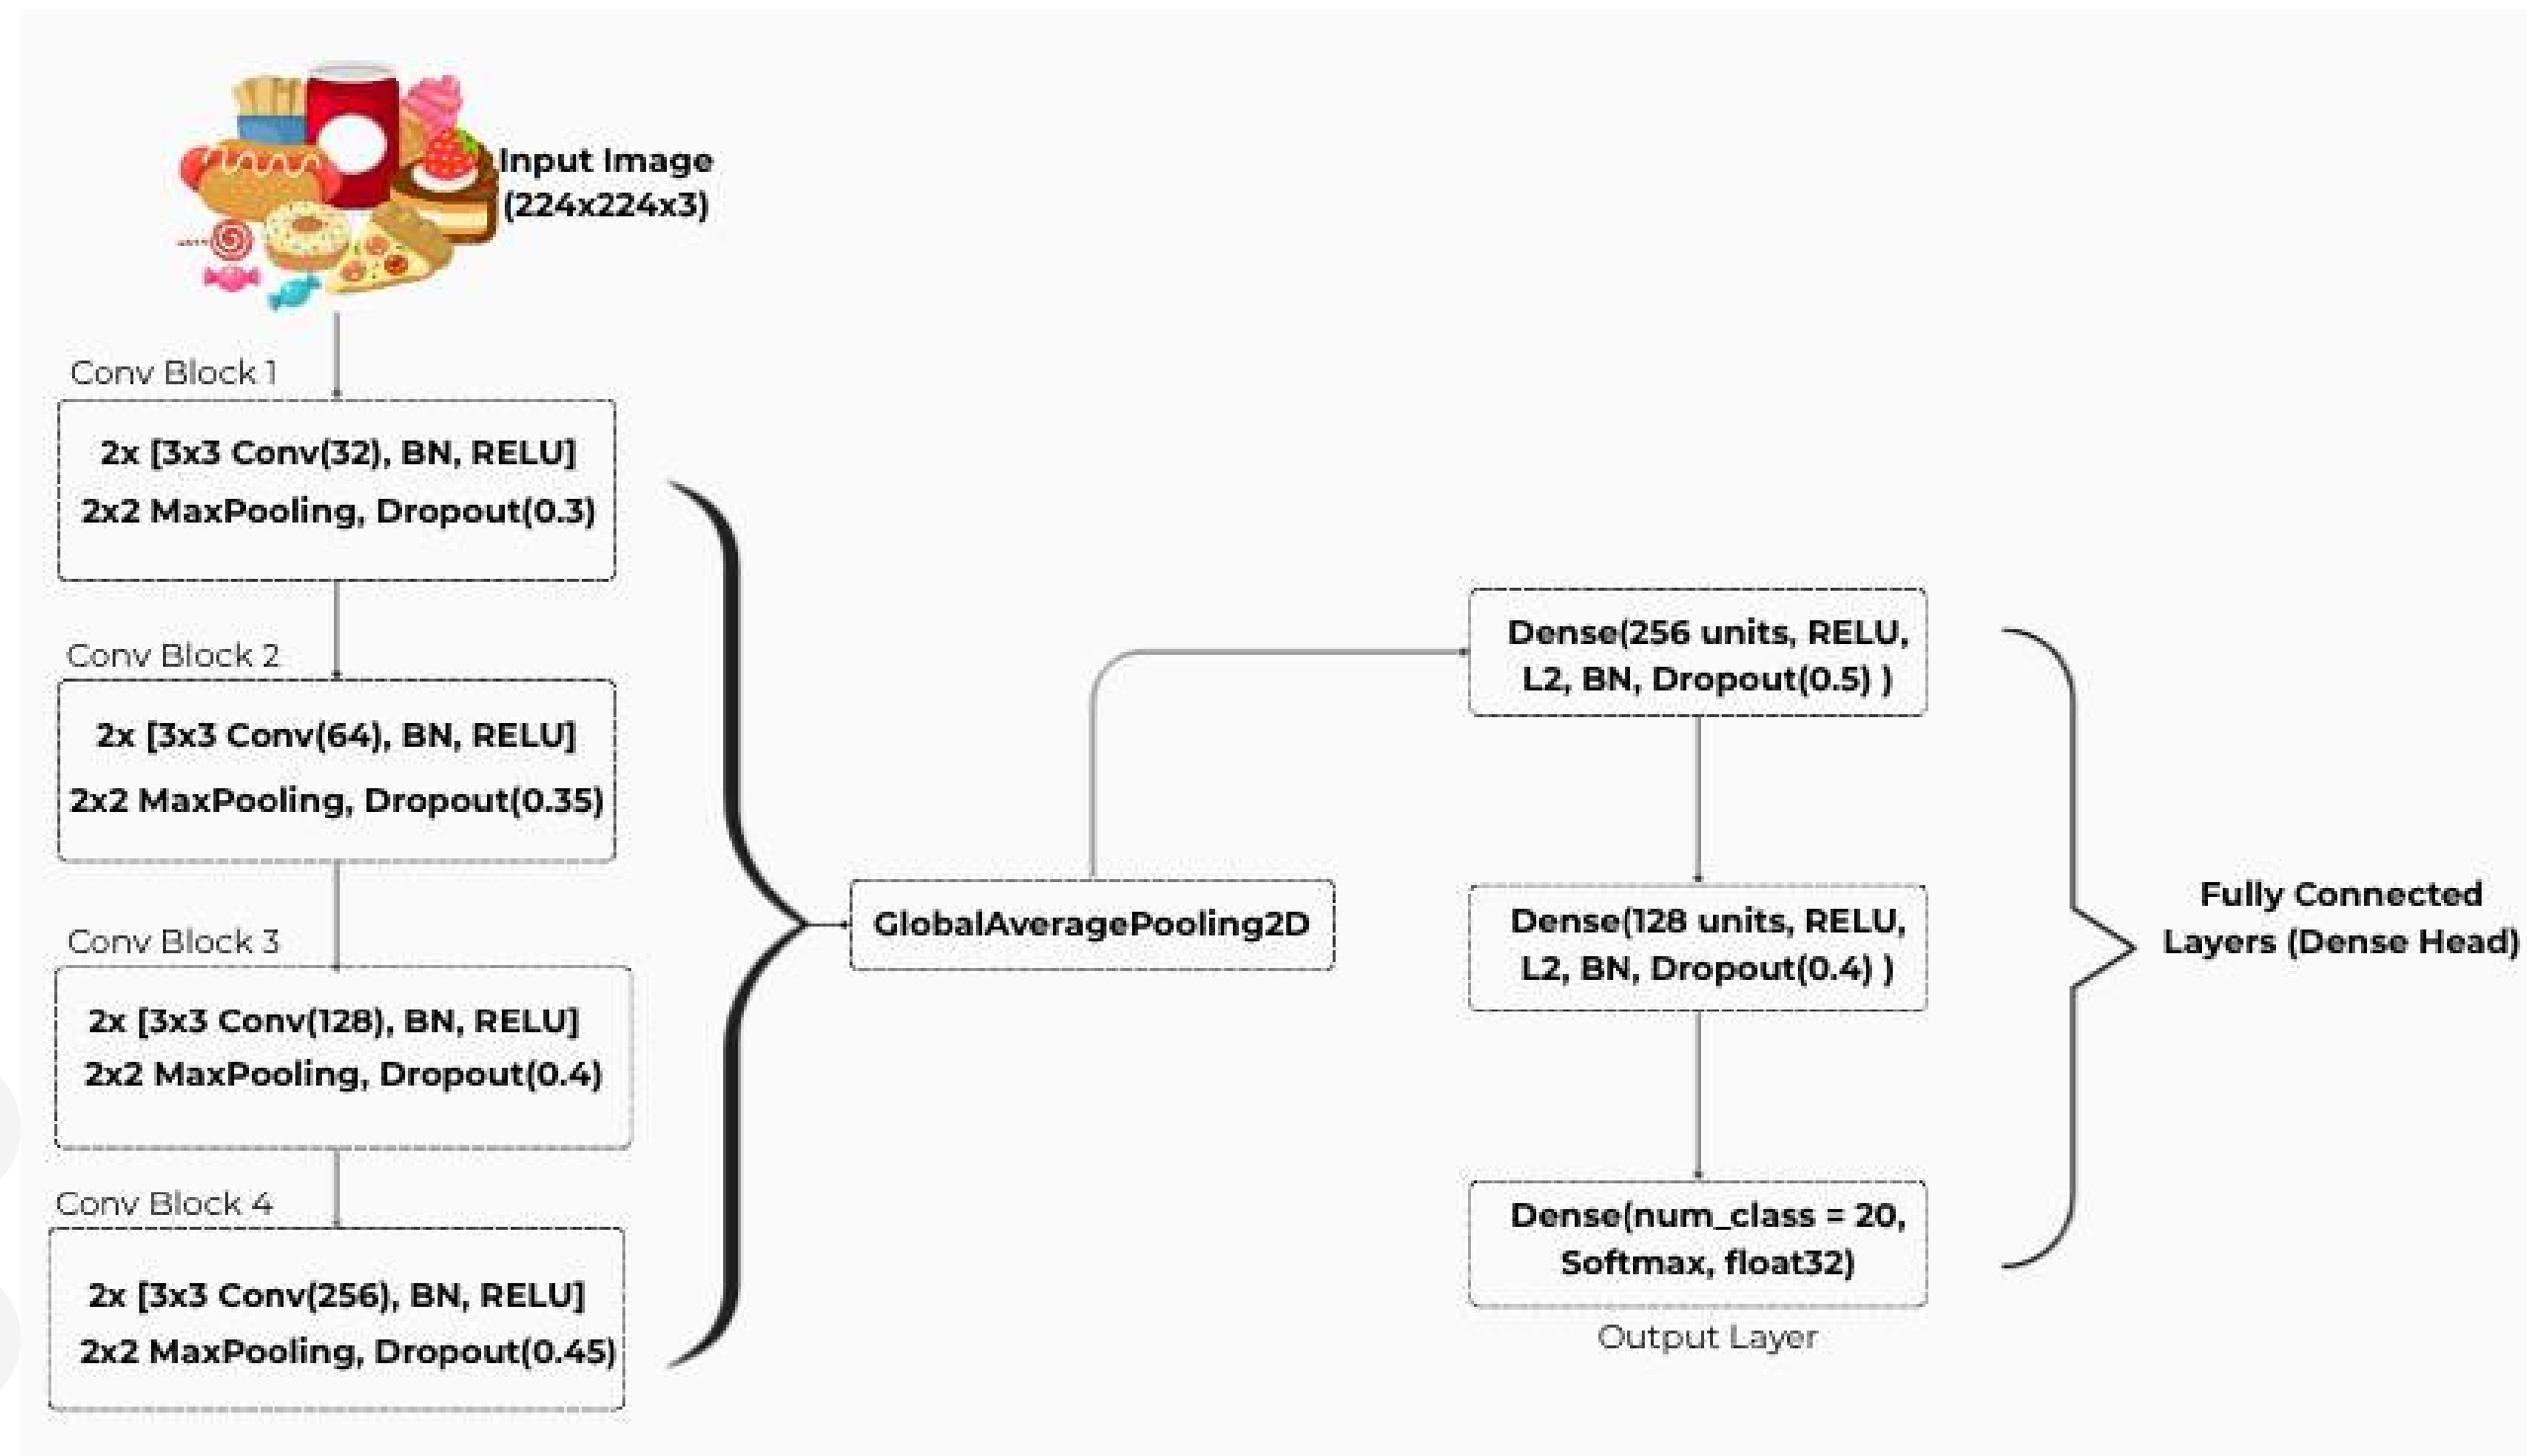 Input Image
(224x224x3)
Conv Block 1
2x [3x3 Conv(32), BN, RELU]
2x2 MaxPooling, Dropout(0.3)
Conv Block 2
2x [3x3 Conv(64), BN, RELU]
2x2 MaxPooling, Dropout(0.35)
Conv Block 3
2x [3x3 Conv(128), BN, RELU]
2x2 MaxPooling, Dropout(0.4)
Conv Block 4
2x [3x3 Conv(256), BN, RELU]
2x2 MaxPooling, Dropout(0.45)
GlobalAveragePooling2D
Dense(256 units, RELU,
L2, BN, Dropout(0.5) )
Dense(128 units, RELU,
L2, BN, Dropout(0.4) )
Dense(num_class = 20,
Softmax, float32)
Output Layer
Fully Connected
Layers (Dense Head)